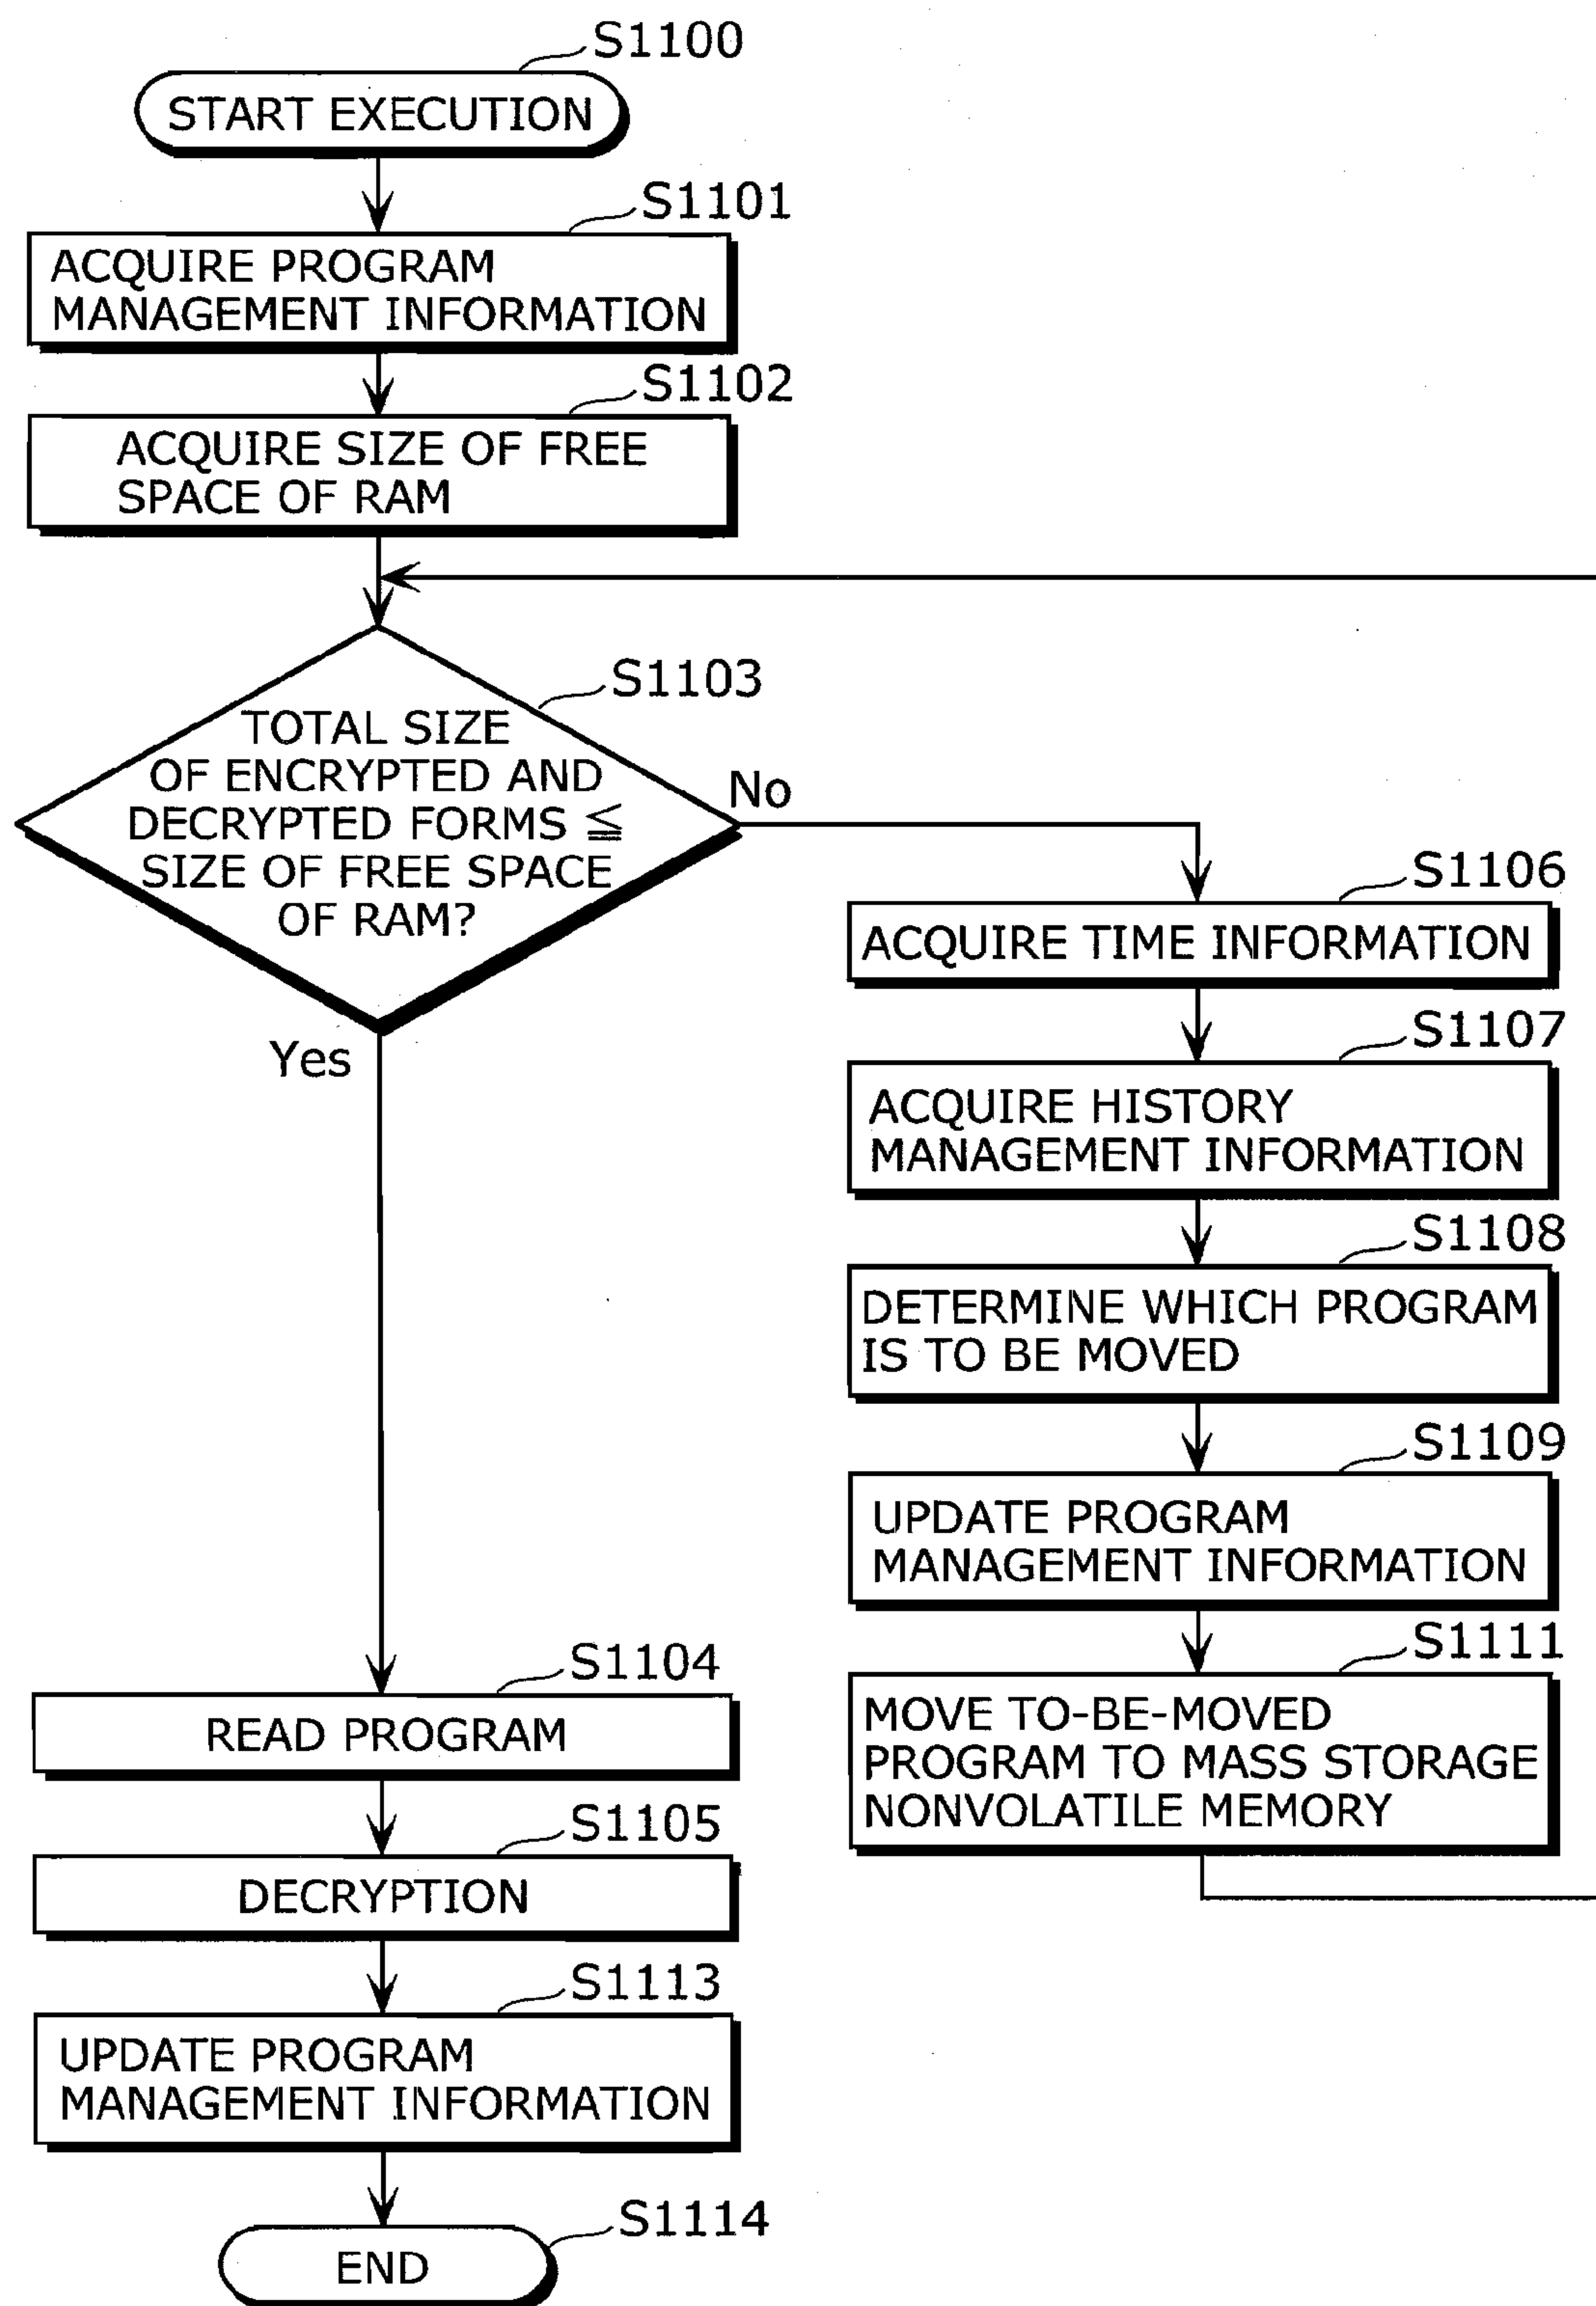 S1100
START EXECUTION
S1101
ACQUIRE PROGRAM
MANAGEMENT INFORMATION
S1102
ACQUIRE SIZE OF FREE
SPACE OF RAM
S1103
TOTAL SIZE
OF ENCRYPTED AND
DECRYPTED FORMS ≦
SIZE OF FREE SPACE
OF RAM?
No
Yes
S1106
ACQUIRE TIME INFORMATION
S1107
ACQUIRE HISTORY
MANAGEMENT INFORMATION
S1108
DETERMINE WHICH PROGRAM
IS TO BE MOVED
S1109
UPDATE PROGRAM
MANAGEMENT INFORMATION
S1111
MOVE TO-BE-MOVED
PROGRAM TO MASS STORAGE
NONVOLATILE MEMORY
S1104
READ PROGRAM
S1105
DECRYPTION
S1113
UPDATE PROGRAM
MANAGEMENT INFORMATION
S1114
END